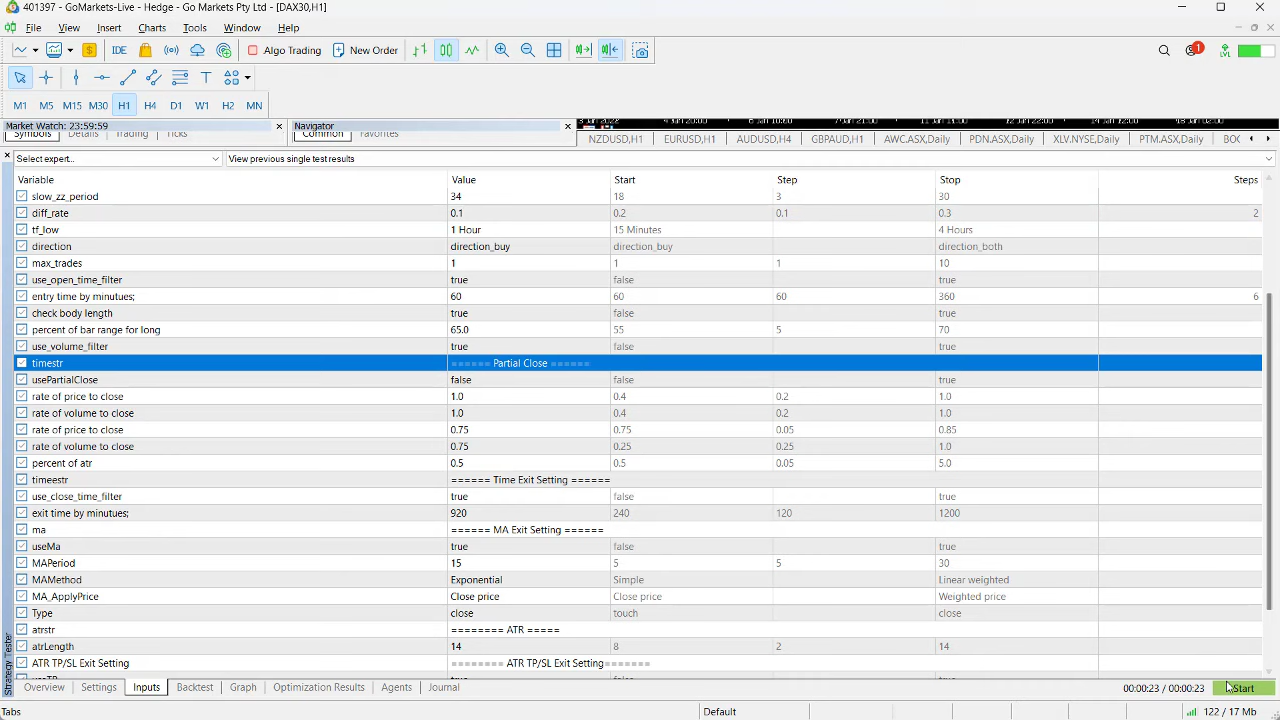 401397 - GoMarkets-Live - Hedge - Go Markets Pty Ltd - [DAX30,H1]
File View Insert Charts Tools Window Help
IDE Algo Trading New Order 1 LVL
M1 M5 M15 M30 H1 H4 D1 W1 H2 MN
Market Watch: 23:59:59 Navigator
Symbols Details Trading Ticks Common Favorites NZDUSD,H1 EURUSD,H1 AUDUSD,H4 GBPAUD,H1 AWC.ASX,Daily PDN.ASX,Daily XLV.NYSE,Daily PTM.ASX,Daily BOQ
Select expert.. View previous single test results
Variable Value Start Step Stop Steps
slow_zz_period 34 18 3 30
diff_rate 0.1 0.2 0.1 0.3 2
tf_low 1 Hour 15 Minutes 4 Hours
direction direction_buy direction_buy direction_both
max_trades 1 1 1 10
use_open_time_filter true false true
entry time by minutues; 60 60 60 360 6
check body length true false true
percent of bar range for long 65.0 55 5 70
use_volume_filter true false true
timestr ====== Partial Close ======
usePartialClose false false true
rate of price to close 1.0 0.4 0.2 1.0
rate of volume to close 1.0 0.4 0.2 1.0
rate of price to close 0.75 0.75 0.05 0.85
rate of volume to close 0.75 0.25 0.25 1.0
percent of atr 0.5 0.5 0.05 5.0
timeestr ====== Time Exit Setting ======
use_close_time_filter true false true
exit time by minutues; 920 240 120 1200
ma ====== MA Exit Setting ======
useMa true false true
MAPeriod 15 5 5 30
MAMethod Exponential Simple Linear weighted
MA_ApplyPrice Close price Close price Weighted price
Type close touch close
atrstr ======== ATR =====
atrLength 14 8 2 14
ATR TP/SL Exit Setting ======== ATR TP/SL Exit Setting=======
Strategy Tester
Overview Settings Inputs Backtest Graph Optimization Results Agents Journal 00:00:23 / 00:00:23 Start
Tabs Default 122 / 17 Mb